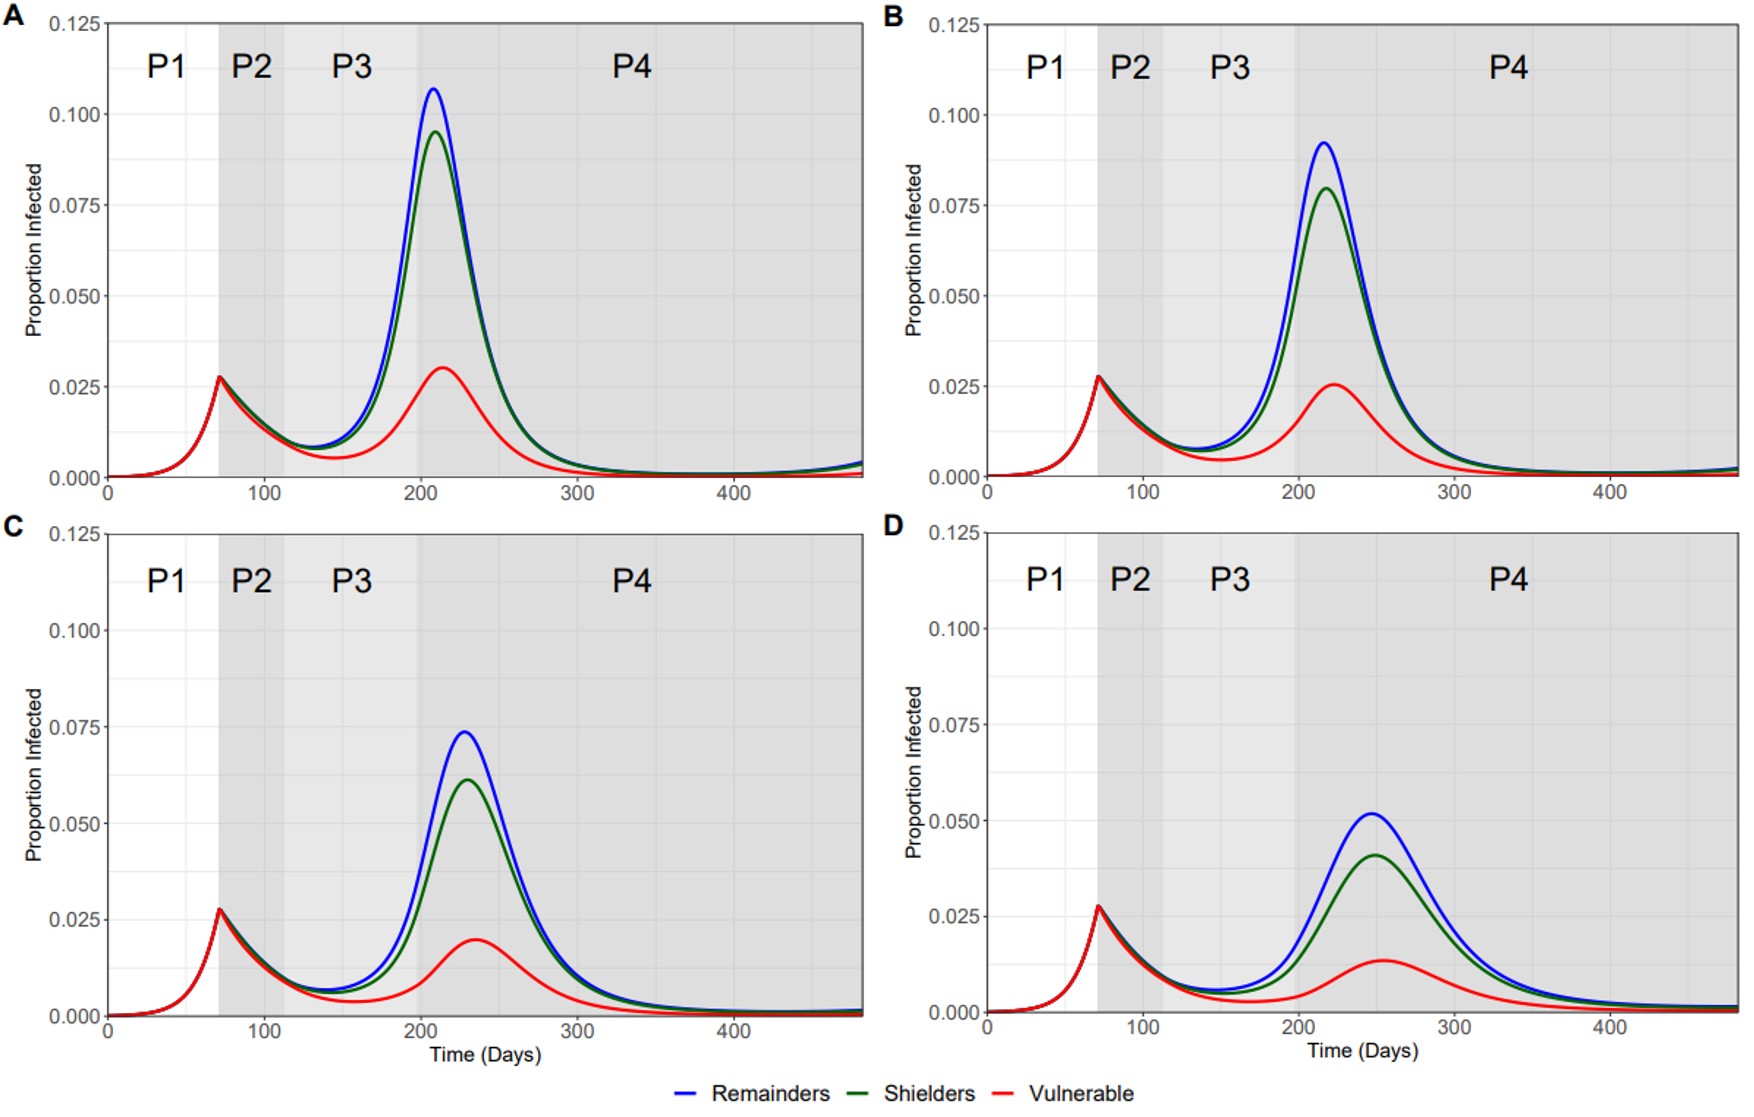 A
0.125
0.100
0.075
0.050
0.025
0.000
Proportion Infected
P1 P2 P3 P4
0 100 200 300 400
B
0.125
0.100
0.075
0.050
0.025
0.000
Proportion Infected
P1 P2 P3 P4
0 100 200 300 400
C
0.125
0.100
0.075
0.050
0.025
0.000
Proportion Infected
P1 P2 P3 P4
0 100 200 300 400
Time (Days)
D
0.125
0.100
0.075
0.050
0.025
0.000
Proportion Infected
P1 P2 P3 P4
0 100 200 300 400
Time (Days)
Remainders Shielders Vulnerable